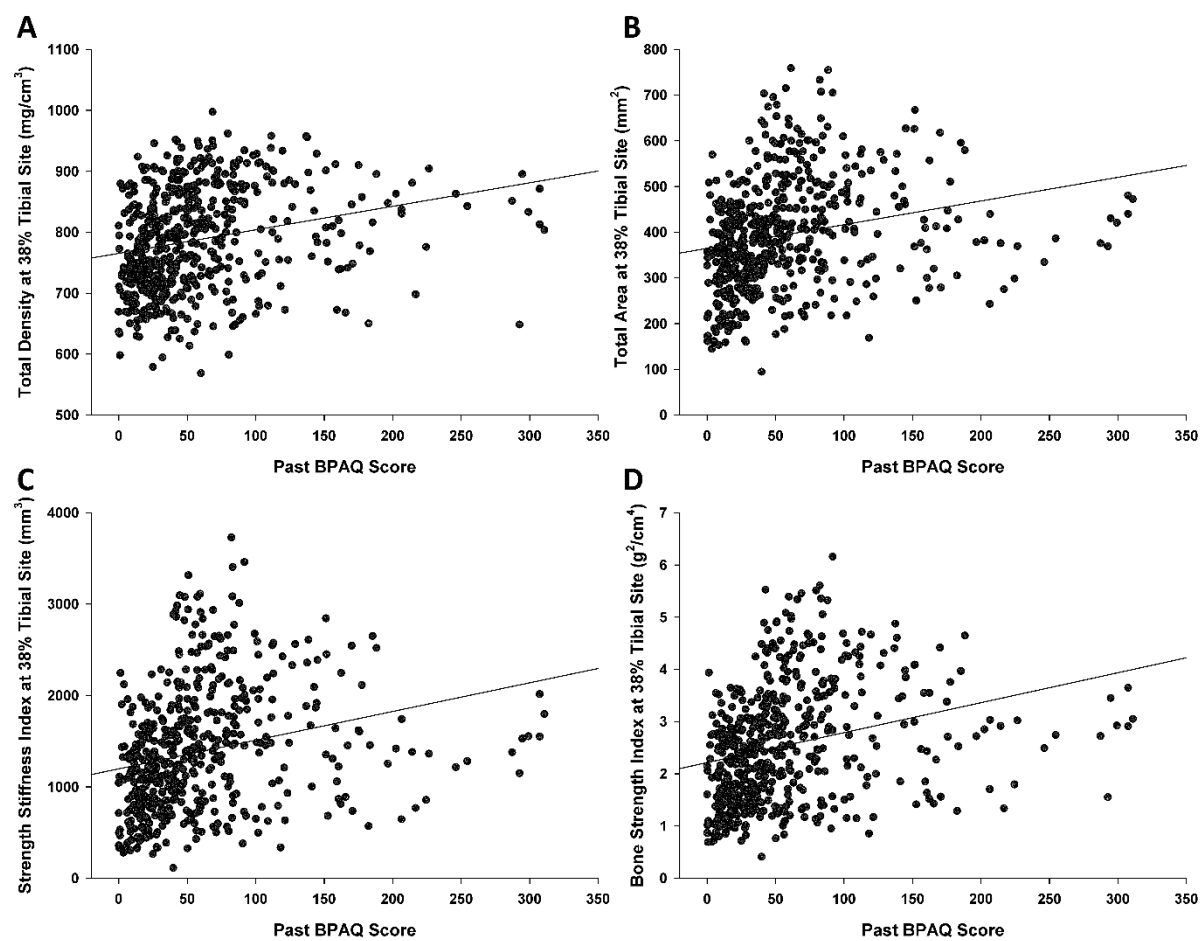 A
Total Density at 38% Tibial Site (mg/cm³)
1100
1000
900
800
700
600
500
0 50 100 150 200 250 300 350
Past BPAQ Score
B
Total Area at 38% Tibial Site (mm²)
800
700
600
500
400
300
200
100
0
0 50 100 150 200 250 300 350
Past BPAQ Score
C
Strength Stiffness Index at 38% Tibial Site (mm³)
4000
3000
2000
1000
0
0 50 100 150 200 250 300 350
Past BPAQ Score
D
Bone Strength Index at 38% Tibial Site (g²/cm⁴)
7
6
5
4
3
2
1
0
0 50 100 150 200 250 300 350
Past BPAQ Score